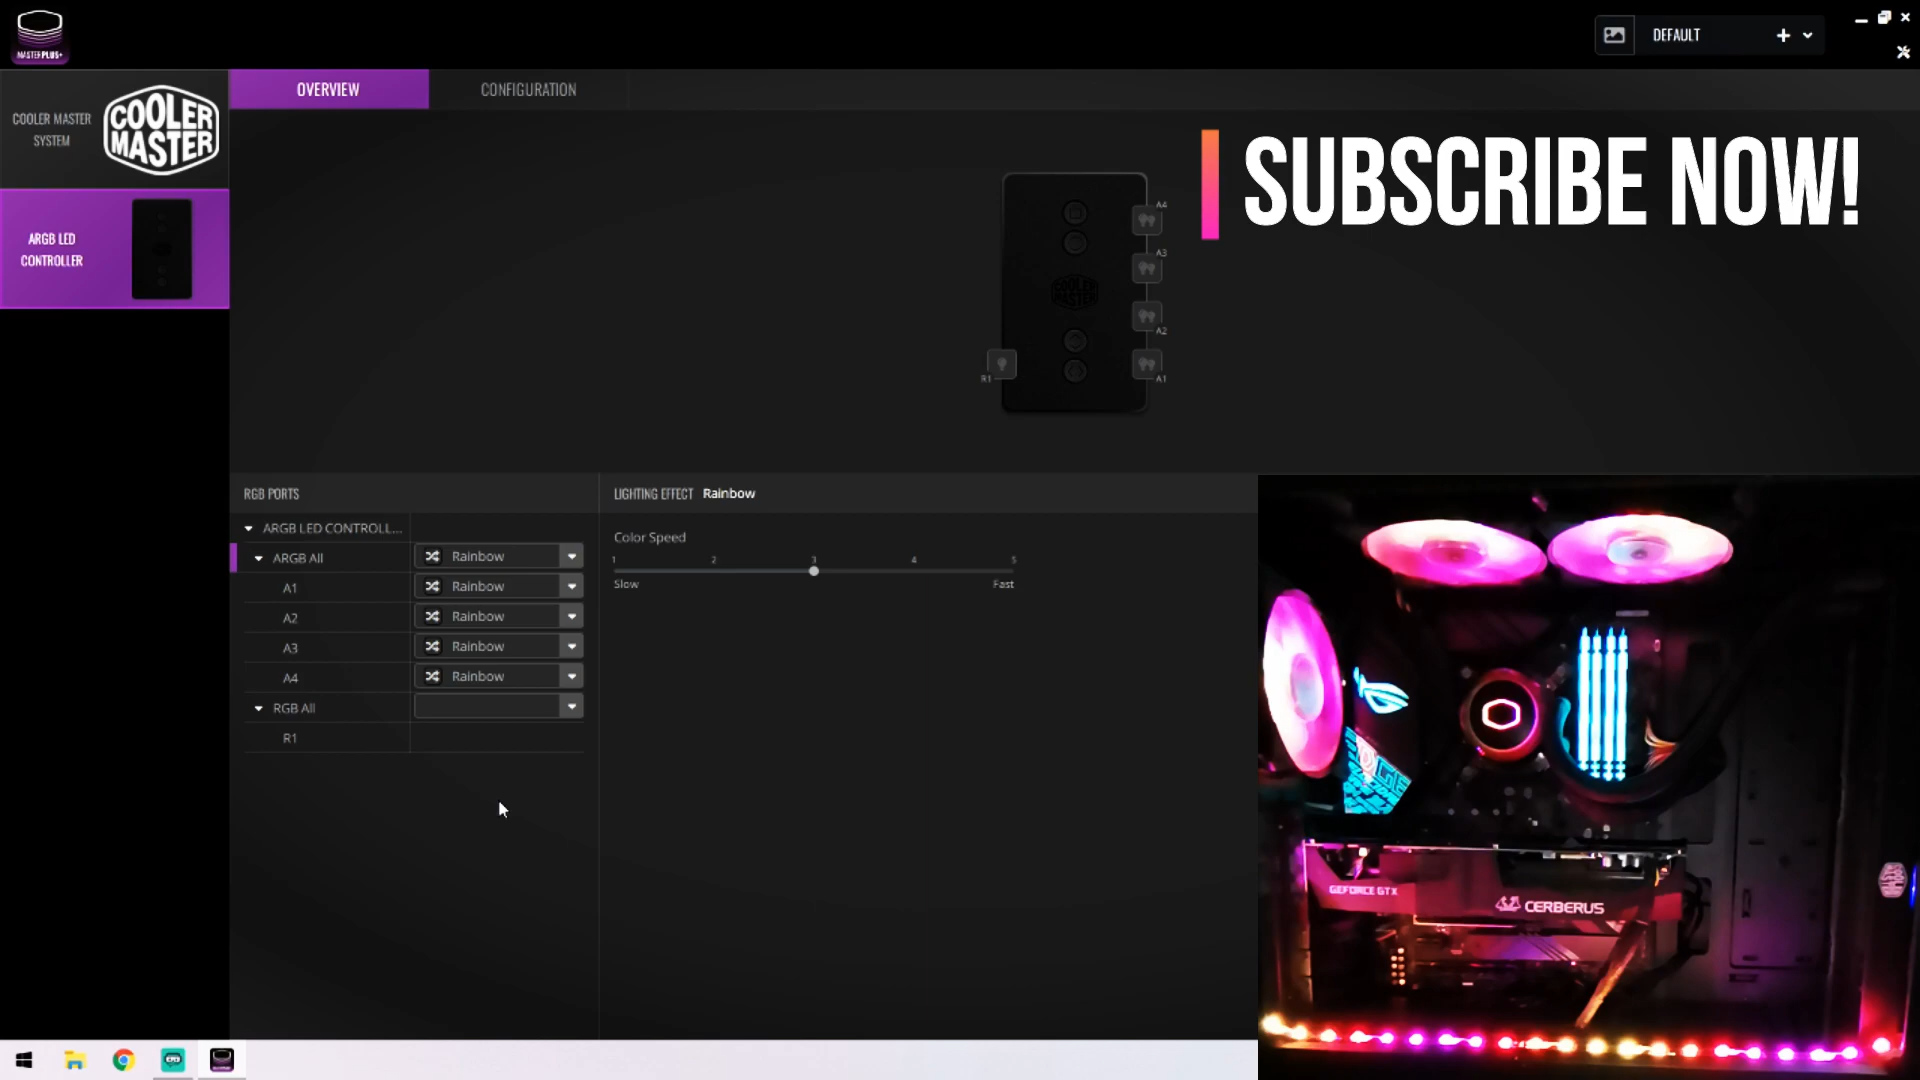 MASTERPLUS+
DEFAULT
COOLER MASTER
SYSTEM
COOLER
MASTER
OVERVIEW
CONFIGURATION
ARGB LED
CONTROLLER
SUBSCRIBE NOW!
A4
A3
COOLER
MASTER
A2
R1
A1
RGB PORTS
LIGHTING EFFECT Rainbow
ARGB LED CONTROLL...
Color Speed
ARGB All
Rainbow
1 2 3 4 5
Slow
Fast
A1
Rainbow
A2
Rainbow
A3
Rainbow
A4
Rainbow
RGB All
R1
GEFORCE GTX
CERBERUS